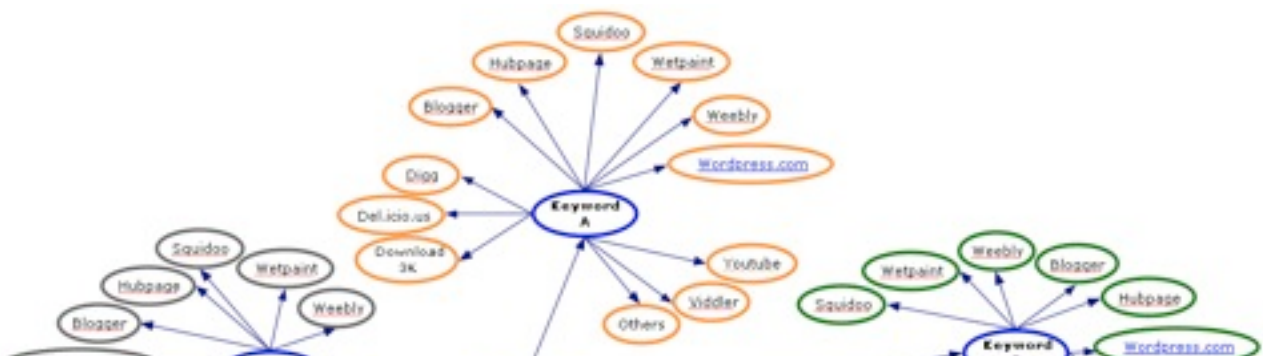 Squidoo
Hubpage
Wetpaint
Blogger
Weebly
Wordpress.com
Digg
Keyword
A
Del.icio.us
Download
3K
Youtube
Viddler
Others
Squidoo
Wetpaint
Hubpage
Weebly
Blogger
Weebly
Wetpaint
Blogger
Squidoo
Hubpage
Keyword
Wordpress.com